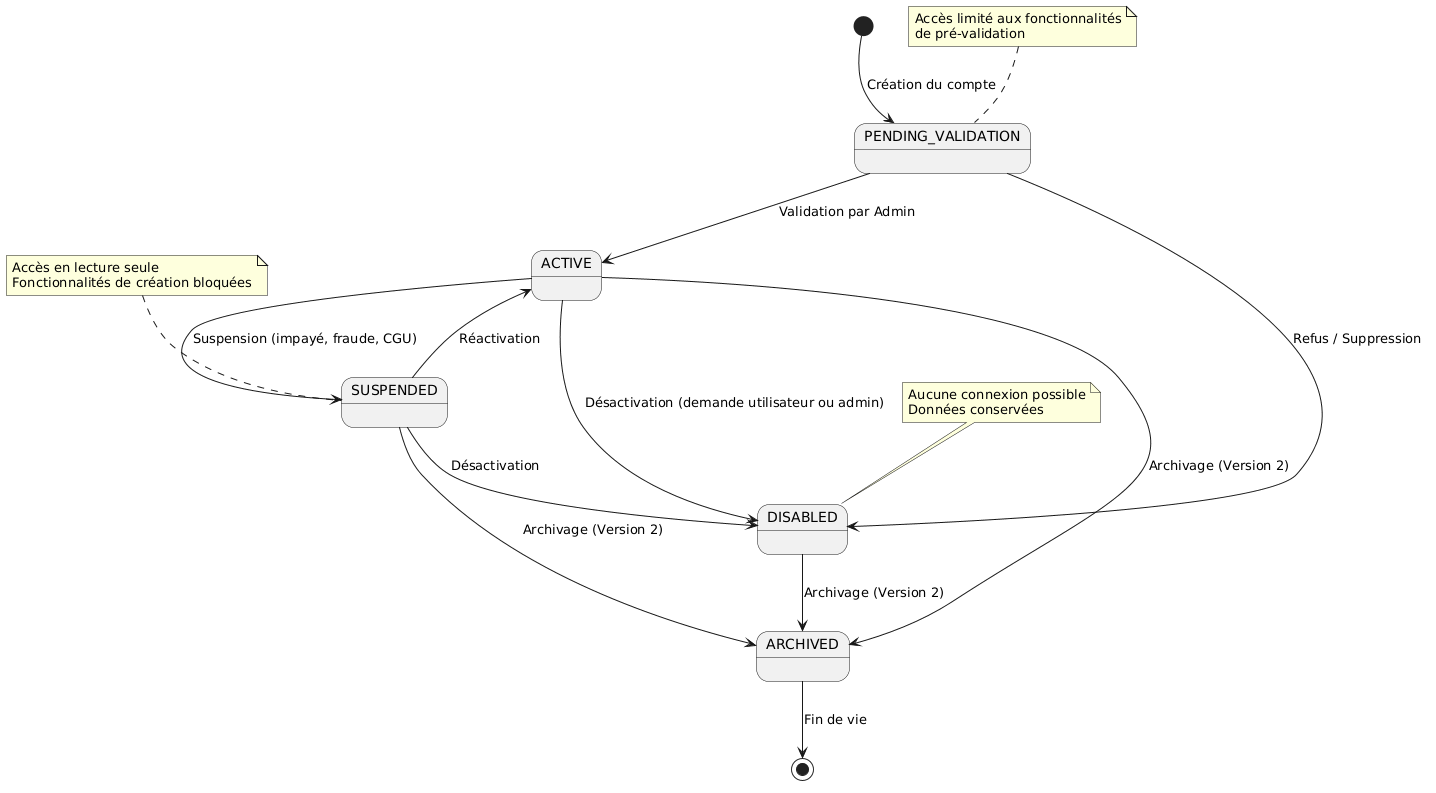 Accès limité aux fonctionnalités
de pré-validation
Création du compte
PENDING_VALIDATION
Validation par Admin
ACTIVE
Accès en lecture seule
Fonctionnalités de création bloquées
Suspension (impayé, fraude, CGU)
Réactivation
Refus / Suppression
SUSPENDED
Désactivation (demande utilisateur ou admin)
Aucune connexion possible
Données conservées
Désactivation
Archivage (Version 2)
DISABLED
Archivage (Version 2)
Archivage (Version 2)
ARCHIVED
Fin de vie